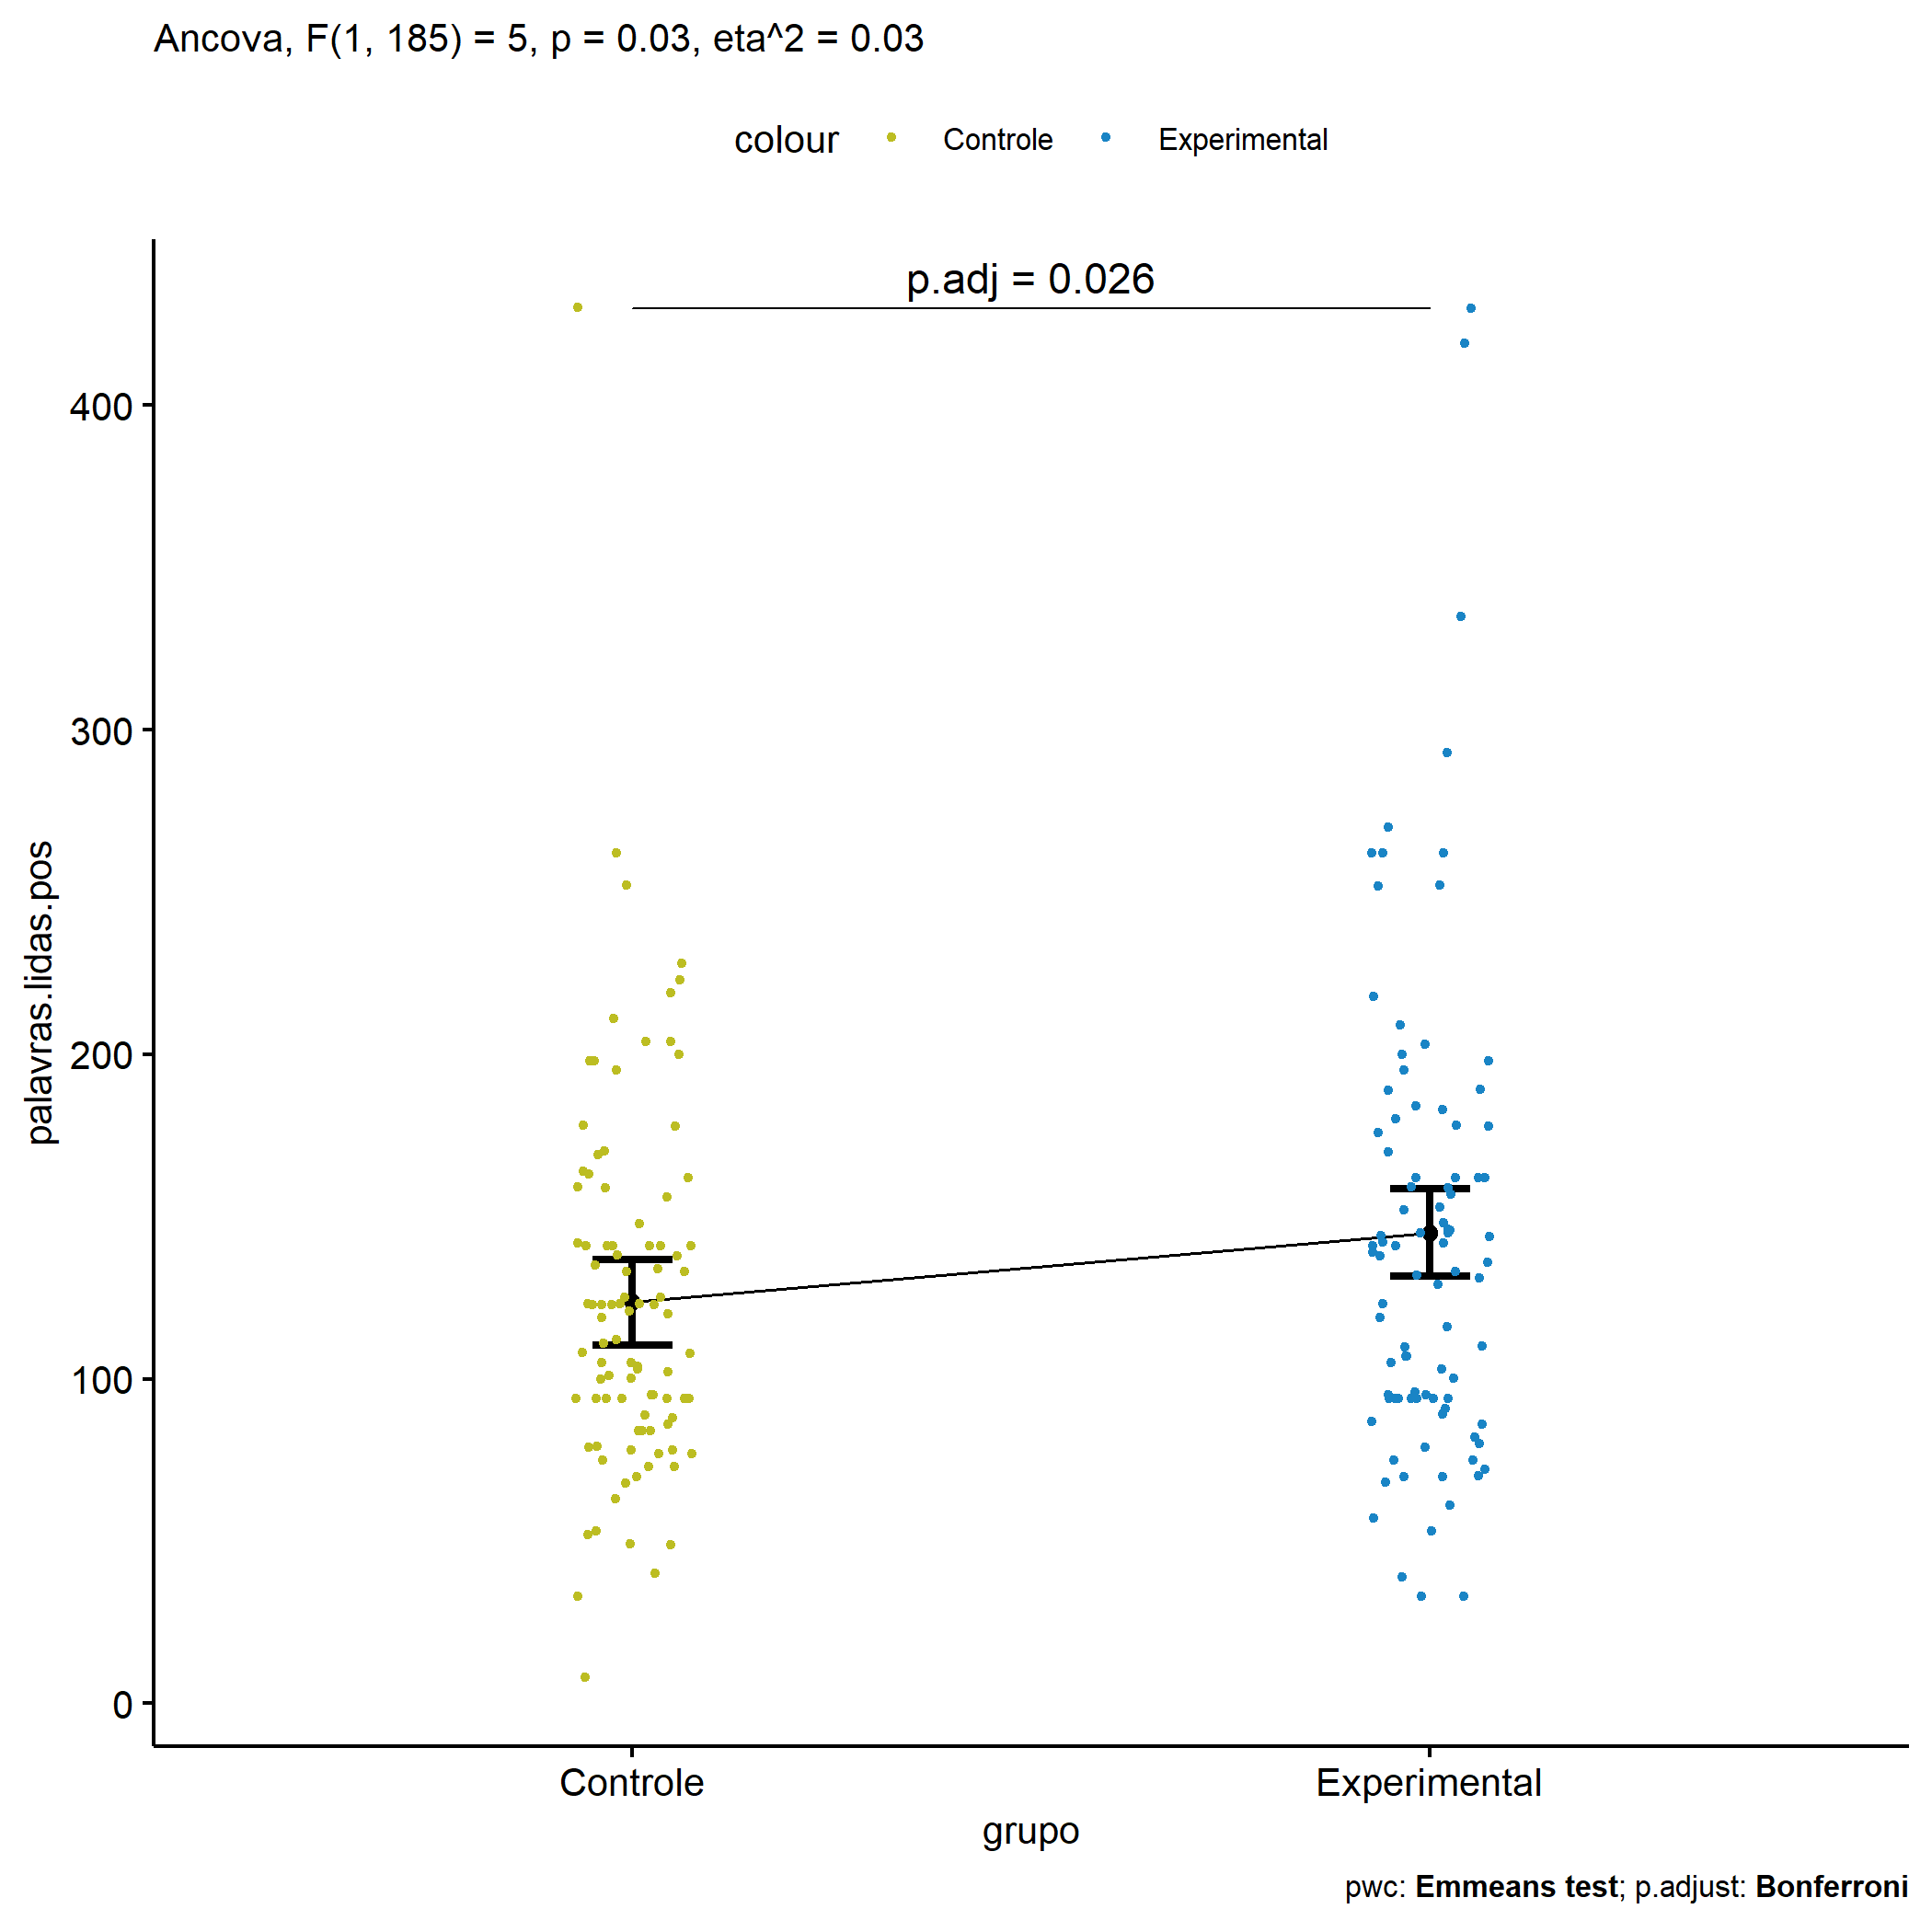 Ancova, F(1, 185) = 5, p = 0.03, eta^2 = 0.03
colour Controle Experimental
p.adj = 0.026
400
300
200
100
0
palavras.lidas.pos
Controle Experimental
grupo
pwc: Emmeans test; p.adjust: Bonferroni